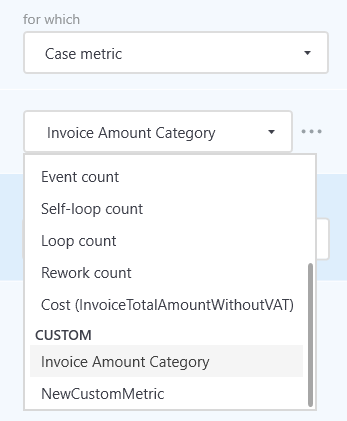 for which
Case metric
Invoice Amount Category
Event count
Self-loop count
Loop count
Rework count
Cost (InvoiceTotalAmountWithoutVAT)
CUSTOM
Invoice Amount Category
NewCustomMetric